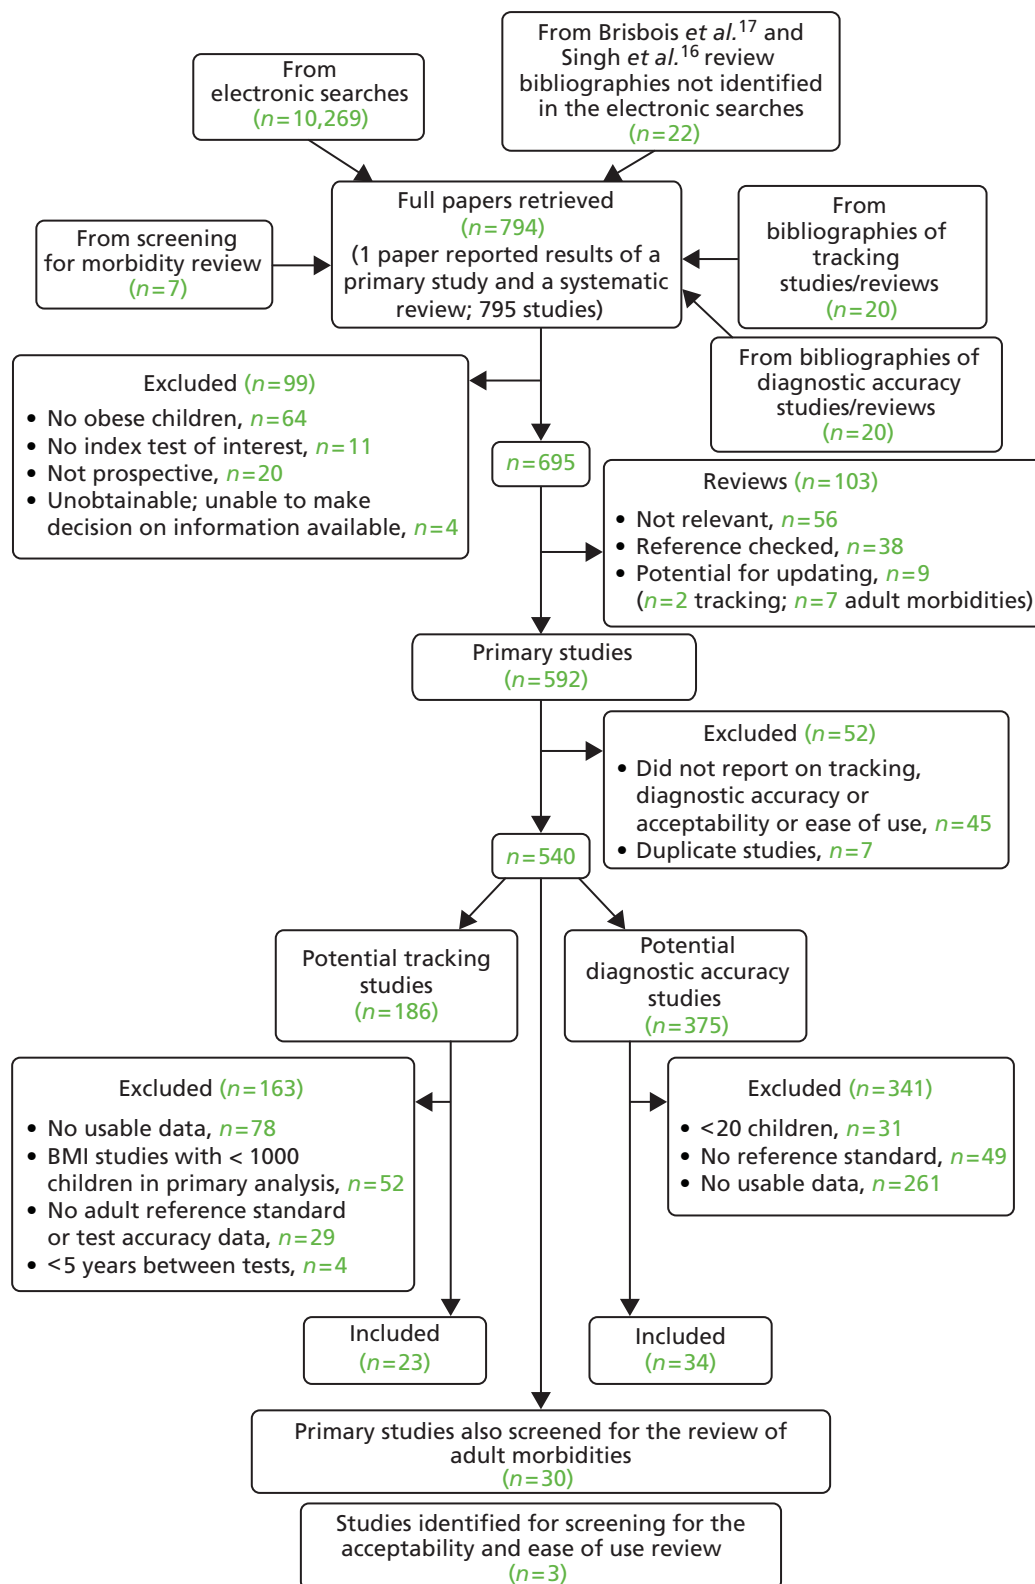 From
electronic searches
(n=10,269)
From Brisbois et al.17 and
Singh et al.16 review
bibliographies not identified
in the electronic searches
(n=22)
From screening
for morbidity review
(n=7)
Full papers retrieved
(n=794)
(1 paper reported results of a
primary study and a systematic
review; 795 studies)
From
bibliographies of
tracking
studies/reviews
(n=20)
From bibliographies of
diagnostic accuracy
studies/reviews
(n=20)
Excluded (n=99)
• No obese children, n=64
• No index test of interest, n=11
• Not prospective, n=20
• Unobtainable; unable to make
decision on information available, n=4
n=695
Reviews (n=103)
• Not relevant, n=56
• Reference checked, n=38
• Potential for updating, n=9
(n=2 tracking; n=7 adult morbidities)
Primary studies
(n=592)
Excluded (n=52)
• Did not report on tracking,
diagnostic accuracy or
acceptability or ease of use, n=45
• Duplicate studies, n=7
n=540
Potential tracking
studies
(n=186)
Potential
diagnostic accuracy
studies
(n=375)
Excluded (n=163)
• No usable data, n=78
• BMI studies with < 1000
children in primary analysis, n=52
• No adult reference standard
or test accuracy data, n=29
• <5 years between tests, n=4
Excluded (n=341)
• <20 children, n=31
• No reference standard, n=49
• No usable data, n=261
Included
(n=23)
Included
(n=34)
Primary studies also screened for the review of
adult morbidities
(n=30)
Studies identified for screening for the
acceptability and ease of use review
(n=3)